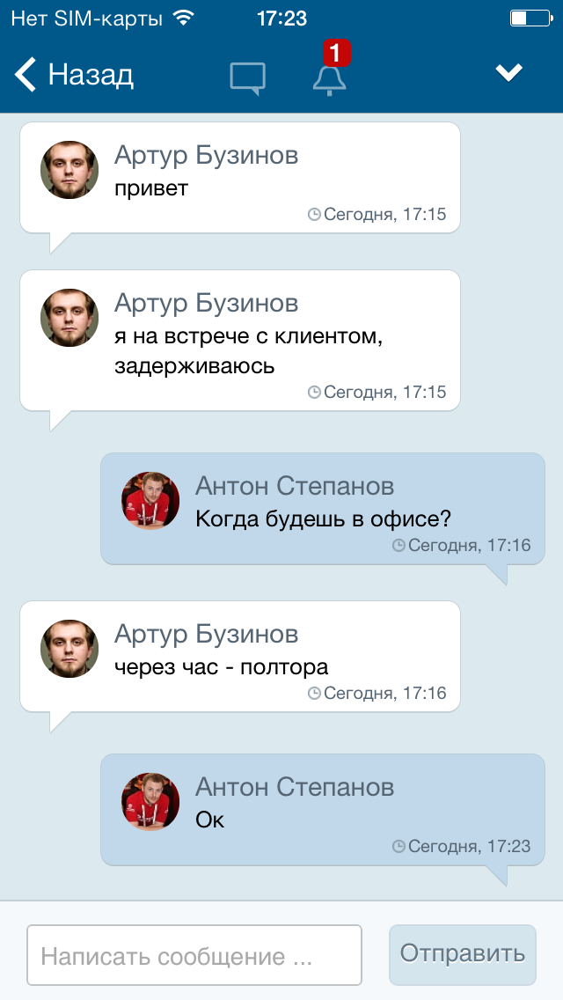 Нет SIM-карты 17:23
Назад 1
Артур Бузинов
привет
Сегодня, 17:15
Артур Бузинов
я на встрече с клиентом,
задерживаюсь
Сегодня, 17:15
Антон Степанов
Когда будешь в офисе?
Сегодня, 17:16
Артур Бузинов
через час - полтора
Сегодня, 17:16
Антон Степанов
Ок
Сегодня, 17:23
Написать сообщение ... Отправить